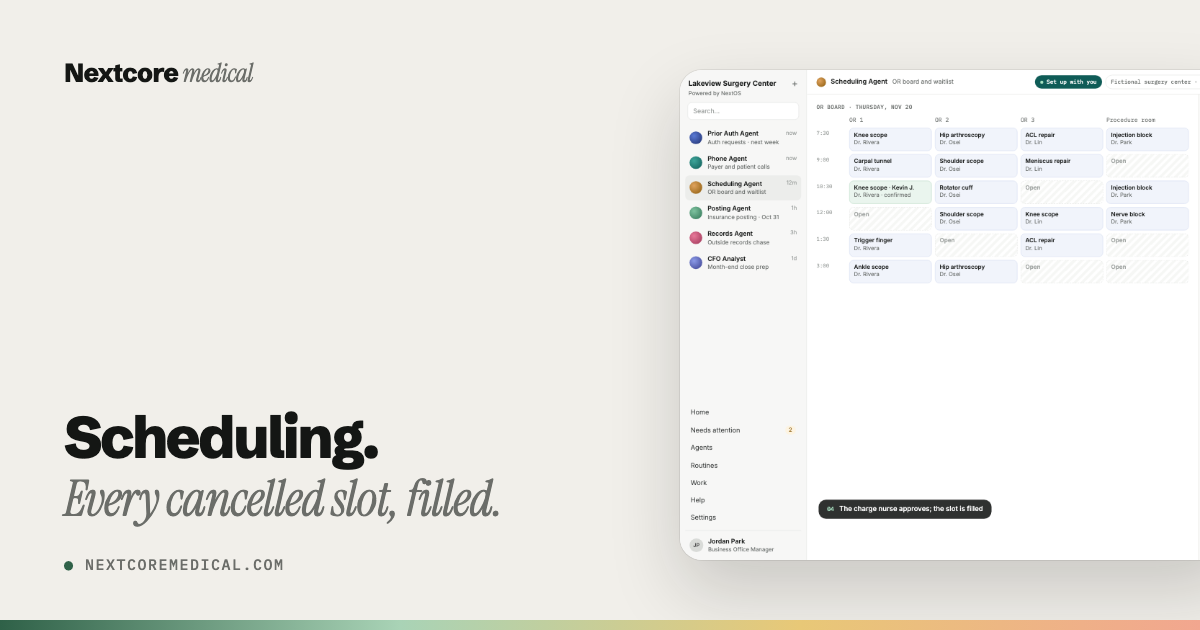 Nextcore medical
Scheduling.
Every cancelled slot, filled.
NEXTCOREMEDICAL.COM
Lakeview Surgery Center +
Powered by NextOS
Search...
Prior Auth Agent now
Auth requests · next week
Phone Agent now
Payer and patient calls
Scheduling Agent 12m
OR board and waitlist
Posting Agent 1h
Insurance posting · Oct 31
Records Agent 3h
Outside records chase
CFO Analyst 1d
Month-end close prep
Home
Needs attention 2
Agents
Routines
Work
Help
Settings
JP Jordan Park
Business Office Manager
Scheduling Agent OR board and waitlist
Set up with you
Fictional surgery center ·
OR BOARD · THURSDAY, NOV 20
OR 1 OR 2 OR 3 Procedure room
7:30 Knee scope Hip arthroscopy ACL repair Injection block
Dr. Rivera Dr. Osei Dr. Lin Dr. Park
9:00 Carpal tunnel Shoulder scope Meniscus repair Open
Dr. Rivera Dr. Osei Dr. Lin
10:30 Knee scope · Kevin J. Rotator cuff Open Injection block
Dr. Rivera · confirmed Dr. Osei Dr. Park
12:00 Open Shoulder scope Knee scope Nerve block
Dr. Osei Dr. Lin Dr. Park
1:30 Trigger finger Open ACL repair Open
Dr. Rivera Dr. Lin
3:00 Ankle scope Hip arthroscopy Open Open
Dr. Rivera Dr. Osei
04 The charge nurse approves; the slot is filled